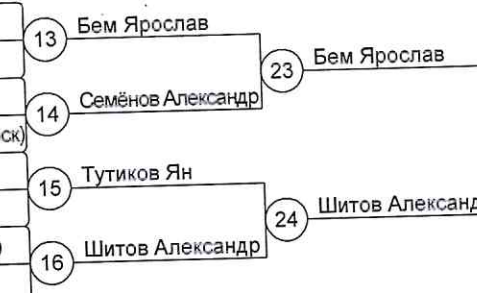 13 Бем Ярослав
23 Бем Ярослав
14 Семёнов Александр
ск)
15 Тутиков Ян
24 Шитов Александ
16 Шитов Александр
)